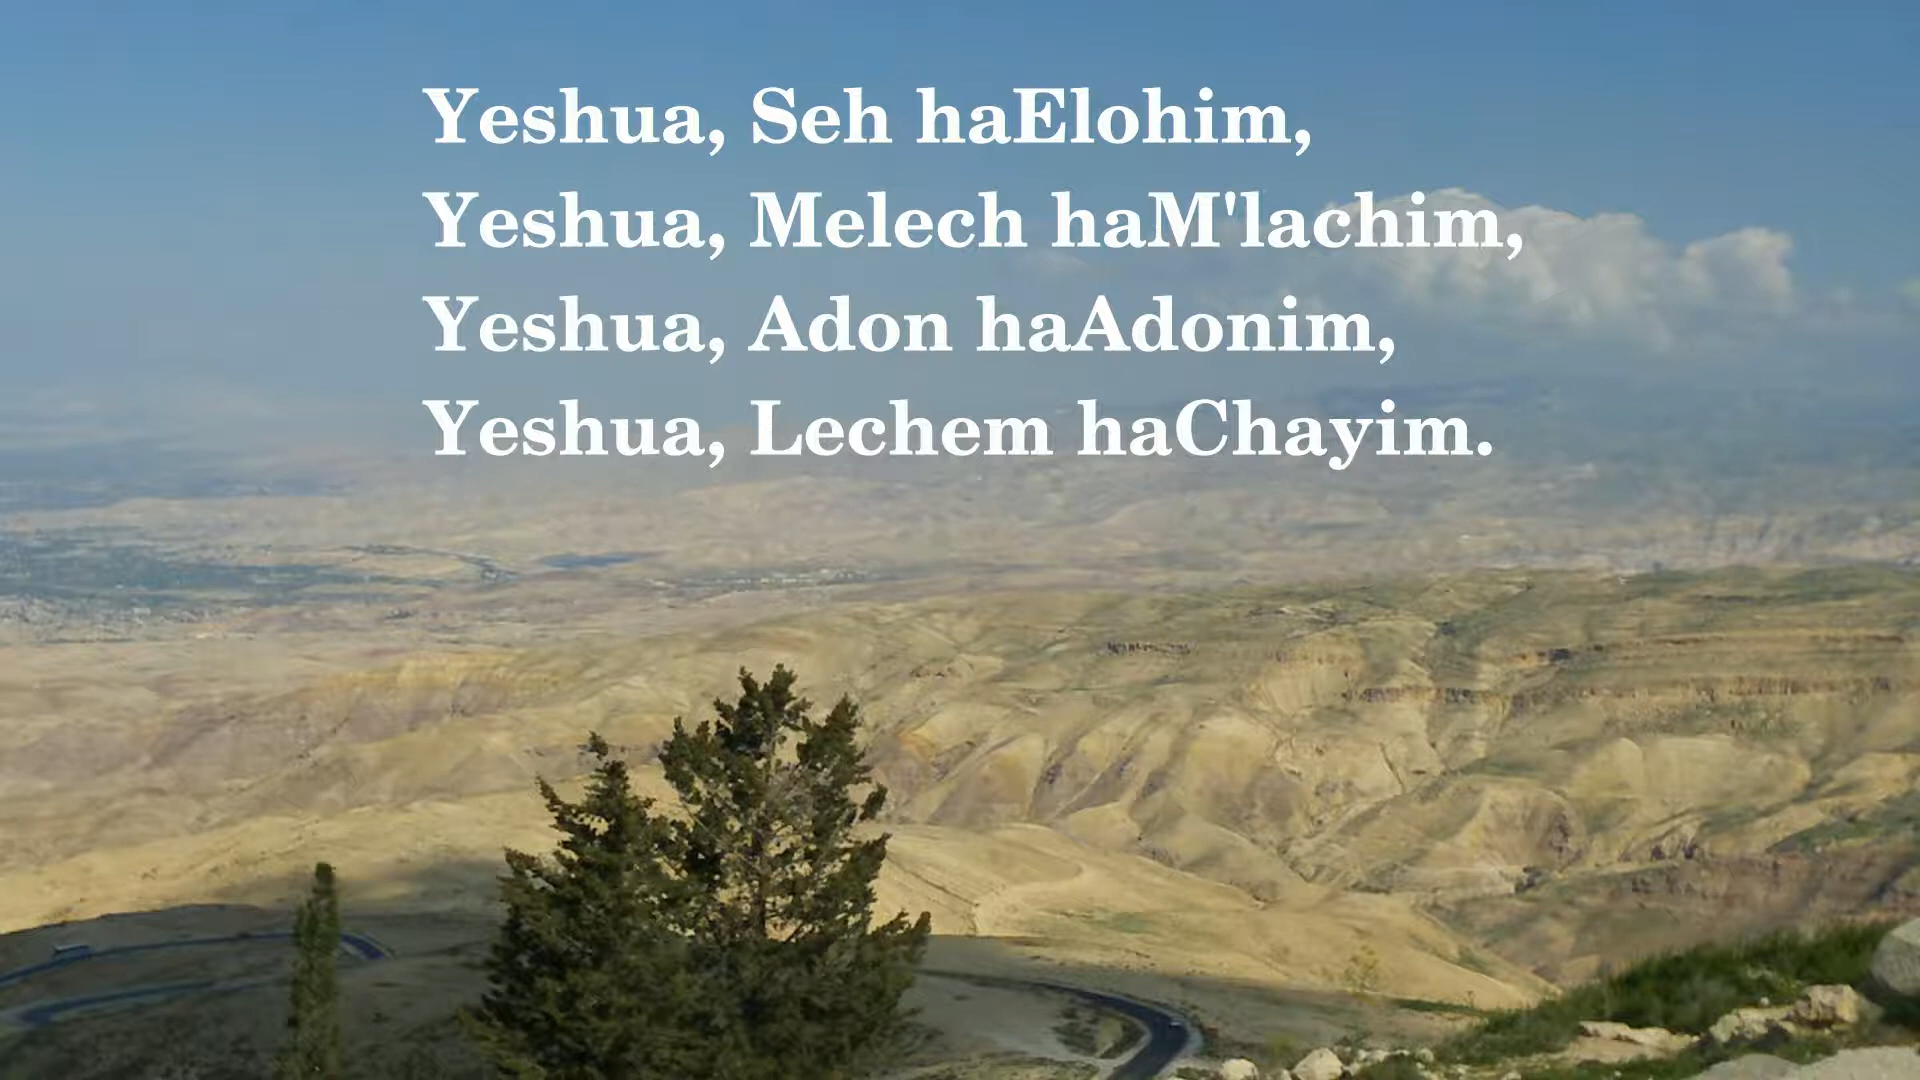 Yeshua, Seh haElohim,
Yeshua, Melech haM'lachim,
Yeshua, Adon haAdonim,
Yeshua, Lechem haChayim.